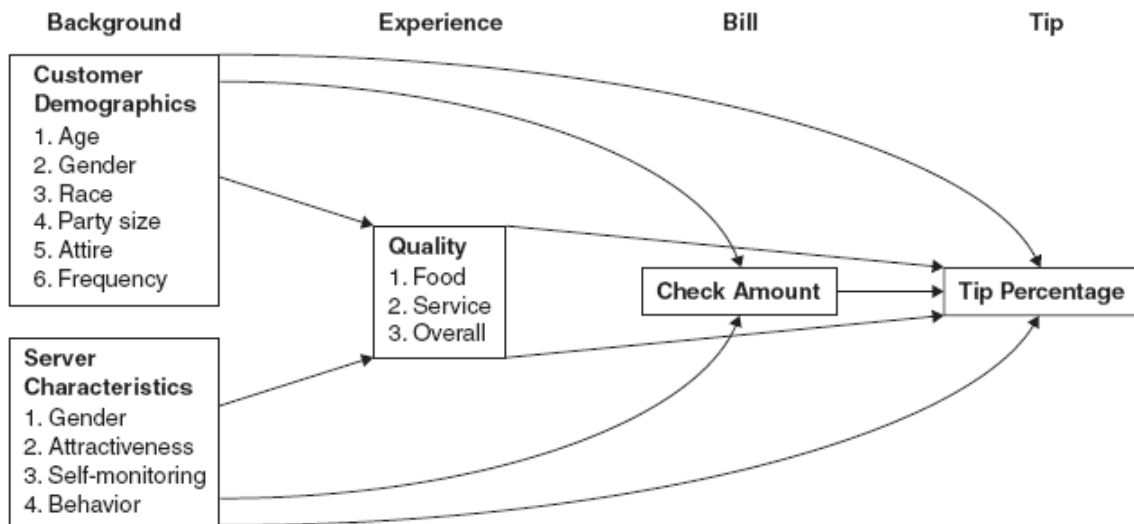 Background Experience Bill Tip
Customer
Demographics
1. Age
2. Gender
3. Race
4. Party size
5. Attire
6. Frequency
Quality
1. Food
2. Service
3. Overall
Check Amount
Tip Percentage
Server
Characteristics
1. Gender
2. Attractiveness
3. Self-monitoring
4. Behavior